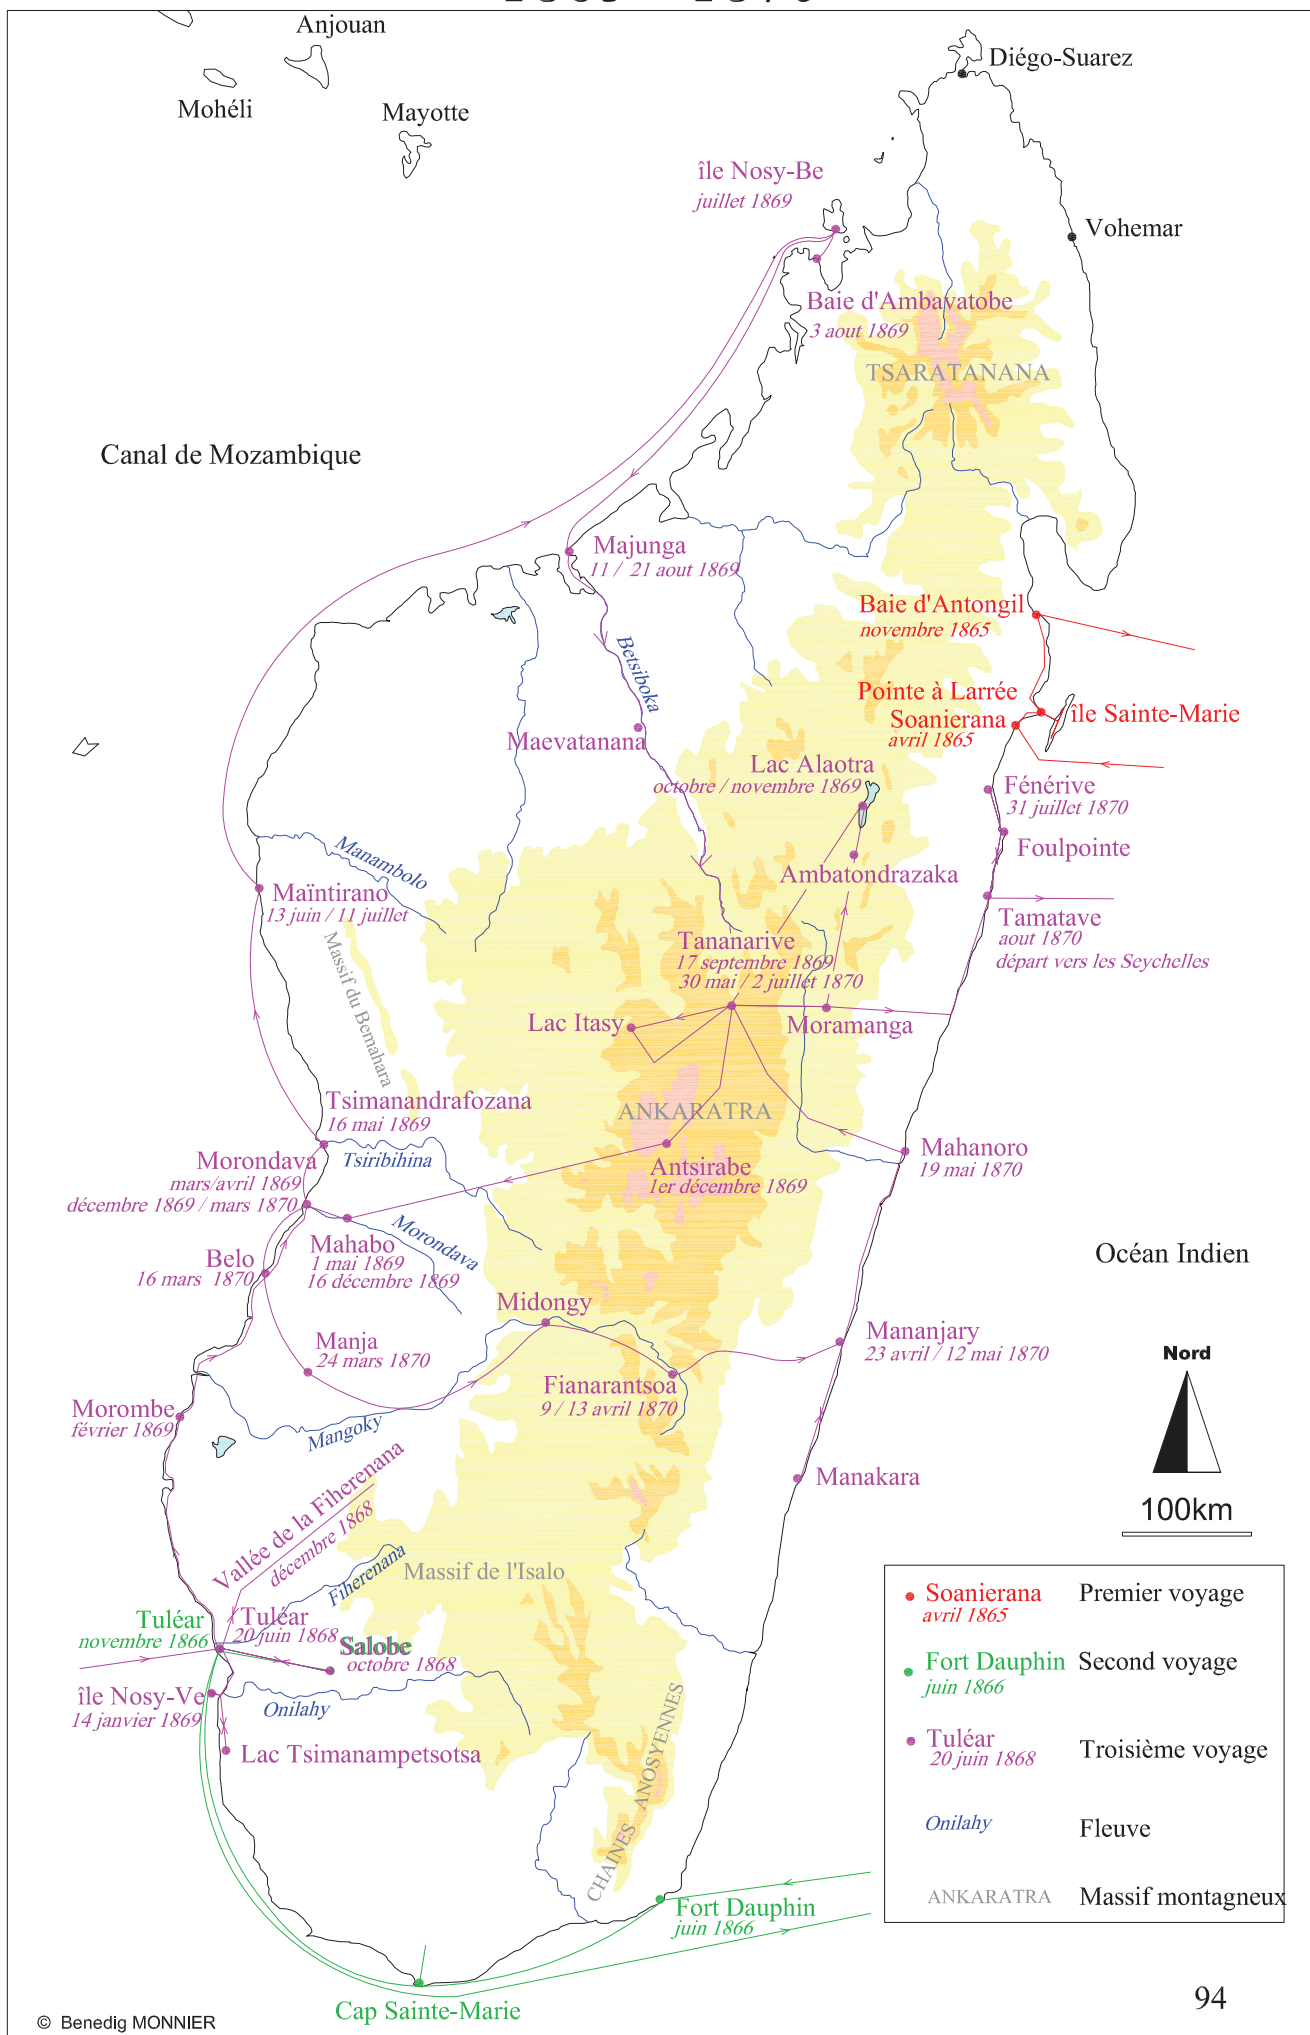 Anjouan
Diégo-Suarez
Mohéli
Mayotte
île Nosy-Be
juillet 1869
Vohemar
Baie d'Ambavatobe
3 aout 1869
TSARATANANA
Canal de Mozambique
Majunga
11 / 21 aout 1869
Baie d'Antongil
novembre 1865
Betsiboka
Pointe à Larrée
Soanierana
avril 1865
île Sainte-Marie
Maevatanana
Lac Alaotra
octobre / novembre 1869
Fénérive
31 juillet 1870
Foulpointe
Manambolo
Ambatondrazaka
Maïntirano
13 juin / 11 juillet
Tamatave
aout 1870
départ vers les Seychelles
Massif du Bemahara
Tananarive
17 septembre 1869
30 mai / 2 juillet 1870
Lac Itasy
Moramanga
Tsimanandrafozana
16 mai 1869
ANKARATRA
Tsiribihina
Morondava
mars/avril 1869
décembre 1869 / mars 1870
Antsirabe
1er décembre 1869
Mahanoro
19 mai 1870
Morondava
Mahabo
1 mai 1869
16 décembre 1869
Belo
16 mars 1870
Océan Indien
Midongy
Manja
24 mars 1870
Mananjary
23 avril / 12 mai 1870
Nord
Fianarantsoa
9 / 13 avril 1870
Morombe
février 1869
Mangoky
Manakara
100km
Vallée de la Fiherenana
décembre 1868
Fiherenana
Massif de l'Isalo
Tuléar
novembre 1866
Tuléar
20 juin 1868
Salobe
octobre 1868
île Nosy-Ve
14 janvier 1869
Onilahy
Lac Tsimanampetsotsa
CHAINES ANOSYENNES
Soanierana
avril 1865
Premier voyage
Fort Dauphin
juin 1866
Second voyage
Tuléar
20 juin 1868
Troisième voyage
Onilahy
Fleuve
ANKARATRA
Massif montagneux
Fort Dauphin
juin 1866
Cap Sainte-Marie
94
© Benedig MONNIER